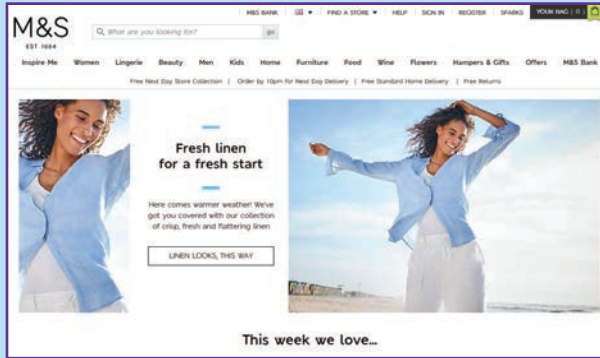 M&S BANK FIND A STORE HELP SIGN IN REGISTER SPARKS YOUR BAG ( 0 )
M&S
EST 1884
What are you looking for? go
Inspire Me Women Lingerie Beauty Men Kids Home Furniture Food Wine Flowers Hampers & Gifts Offers M&S Bank
Free Next Day Store Collection | Order by 10pm for Next Day Delivery | Free Standard Home Delivery | Free Returns
Fresh linen
for a fresh start
Here comes warmer weather! We've
got you covered with our collection
of crisp, fresh and flattering linen
LINEN LOOKS, THIS WAY
This week we love...